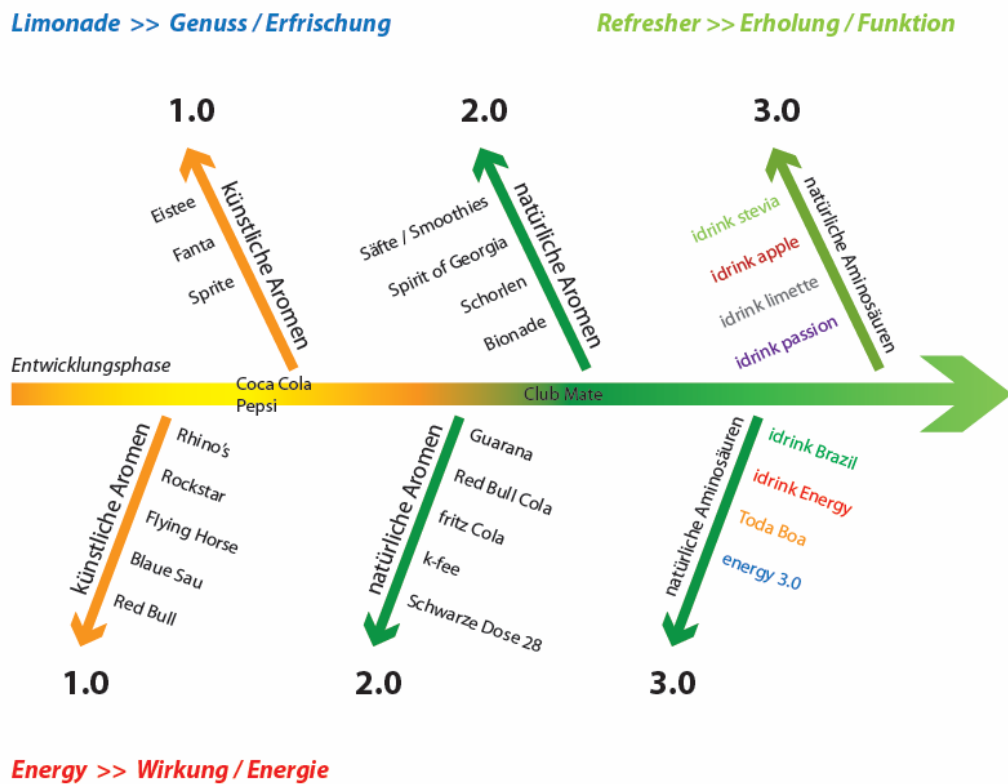 Limonade >> Genuss / Erfrischung
Refresher >> Erholung / Funktion
1.0
2.0
3.0
künstliche Aromen
Eistee
Fanta
Sprite
natürliche Aromen
Säfte / Smoothies
Spirit of Georgia
Schorlen
Bionade
natürliche Aminosäuren
idrink stevia
idrink apple
idrink limette
idrink passion
Entwicklungsphase
Coca Cola
Pepsi
Club Mate
künstliche Aromen
Rhino's
Rockstar
Flying Horse
Blaue Sau
Red Bull
natürliche Aromen
Guarana
Red Bull Cola
fritz Cola
k-fee
Schwarze Dose 28
natürliche Aminosäuren
idrink Brazil
idrink Energy
Toda Boa
energy 3.0
1.0
2.0
3.0
Energy >> Wirkung / Energie